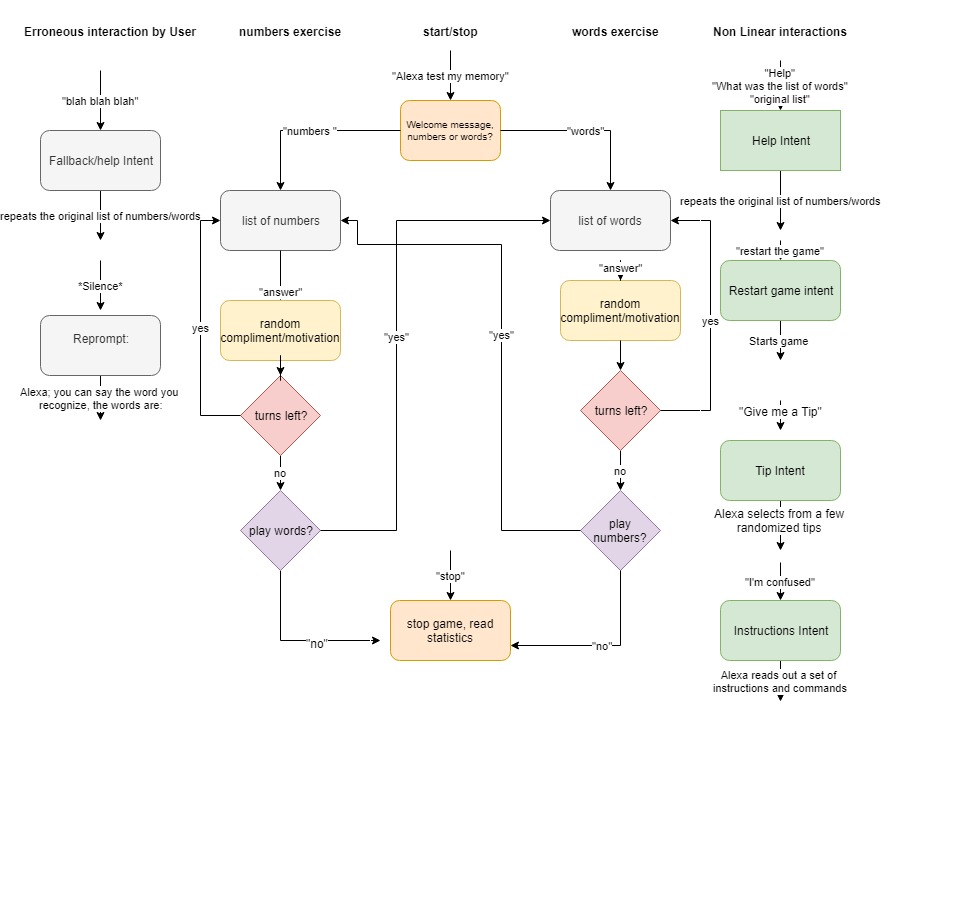 Erroneous interaction by User
numbers exercise
start/stop
words exercise
Non Linear interactions
"blah blah blah"
Fallback/help Intent
repeats the original list of numbers/words
*Silence*
Reprompt:
Alexa; you can say the word you
recognize, the words are:
"Alexa test my memory"
Welcome message,
numbers or words?
"numbers "
"words"
list of numbers
"answer"
random
compliment/motivation
turns left?
yes
no
play words?
"yes"
"no"
list of words
"answer"
random
compliment/motivation
turns left?
yes
no
play
numbers?
"yes"
"no"
"stop"
stop game, read
statistics
"Help"
"What was the list of words"
"original list"
Help Intent
repeats the original list of numbers/words
"restart the game"
Restart game intent
Starts game
"Give me a Tip"
Tip Intent
Alexa selects from a few
randomized tips
"I'm confused"
Instructions Intent
Alexa reads out a set of
instructions and commands